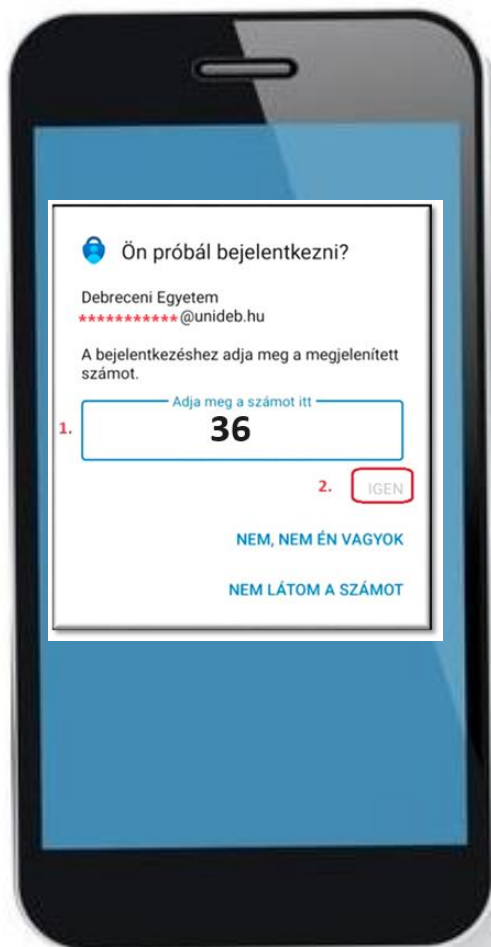 Ön próbál bejelentkezni?
Debreceni Egyetem
***********@unideb.hu
A bejelentkezéshez adja meg a megjelenített
számot.
Adja meg a számot itt
1. 36
2. IGEN
NEM, NEM ÉN VAGYOK
NEM LÁTOM A SZÁMOT